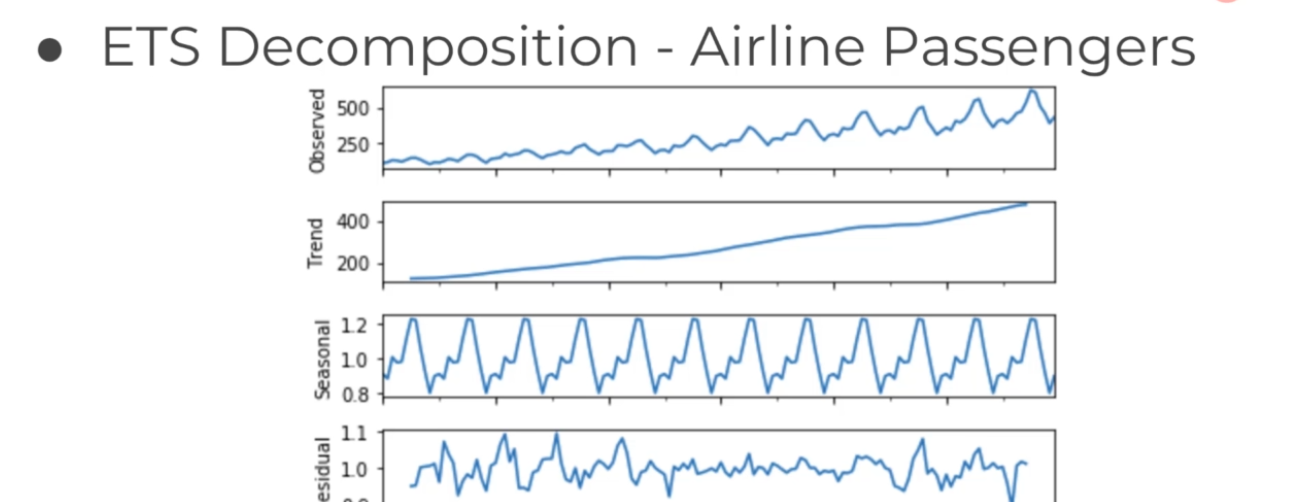 ● ETS Decomposition - Airline Passengers
Observed
500
250
Trend
400
200
Seasonal
1.2
1.0
0.8
esidual
1.1
1.0